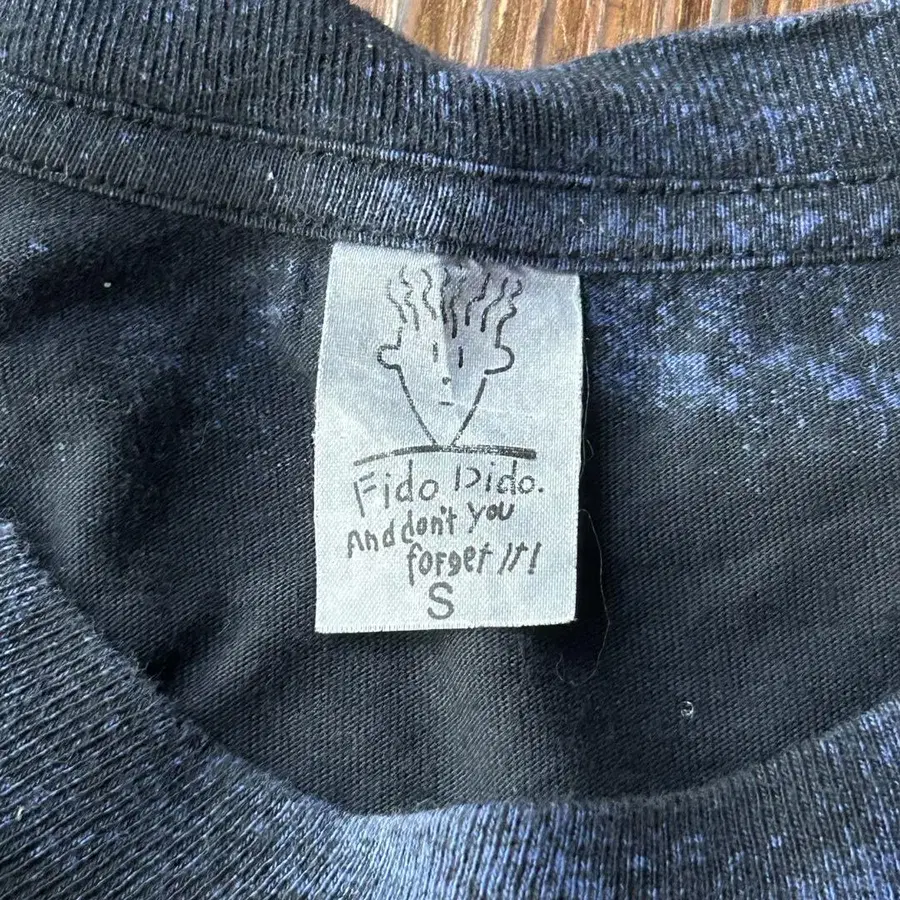 Fido Dido.
And don't you
forget It!
S